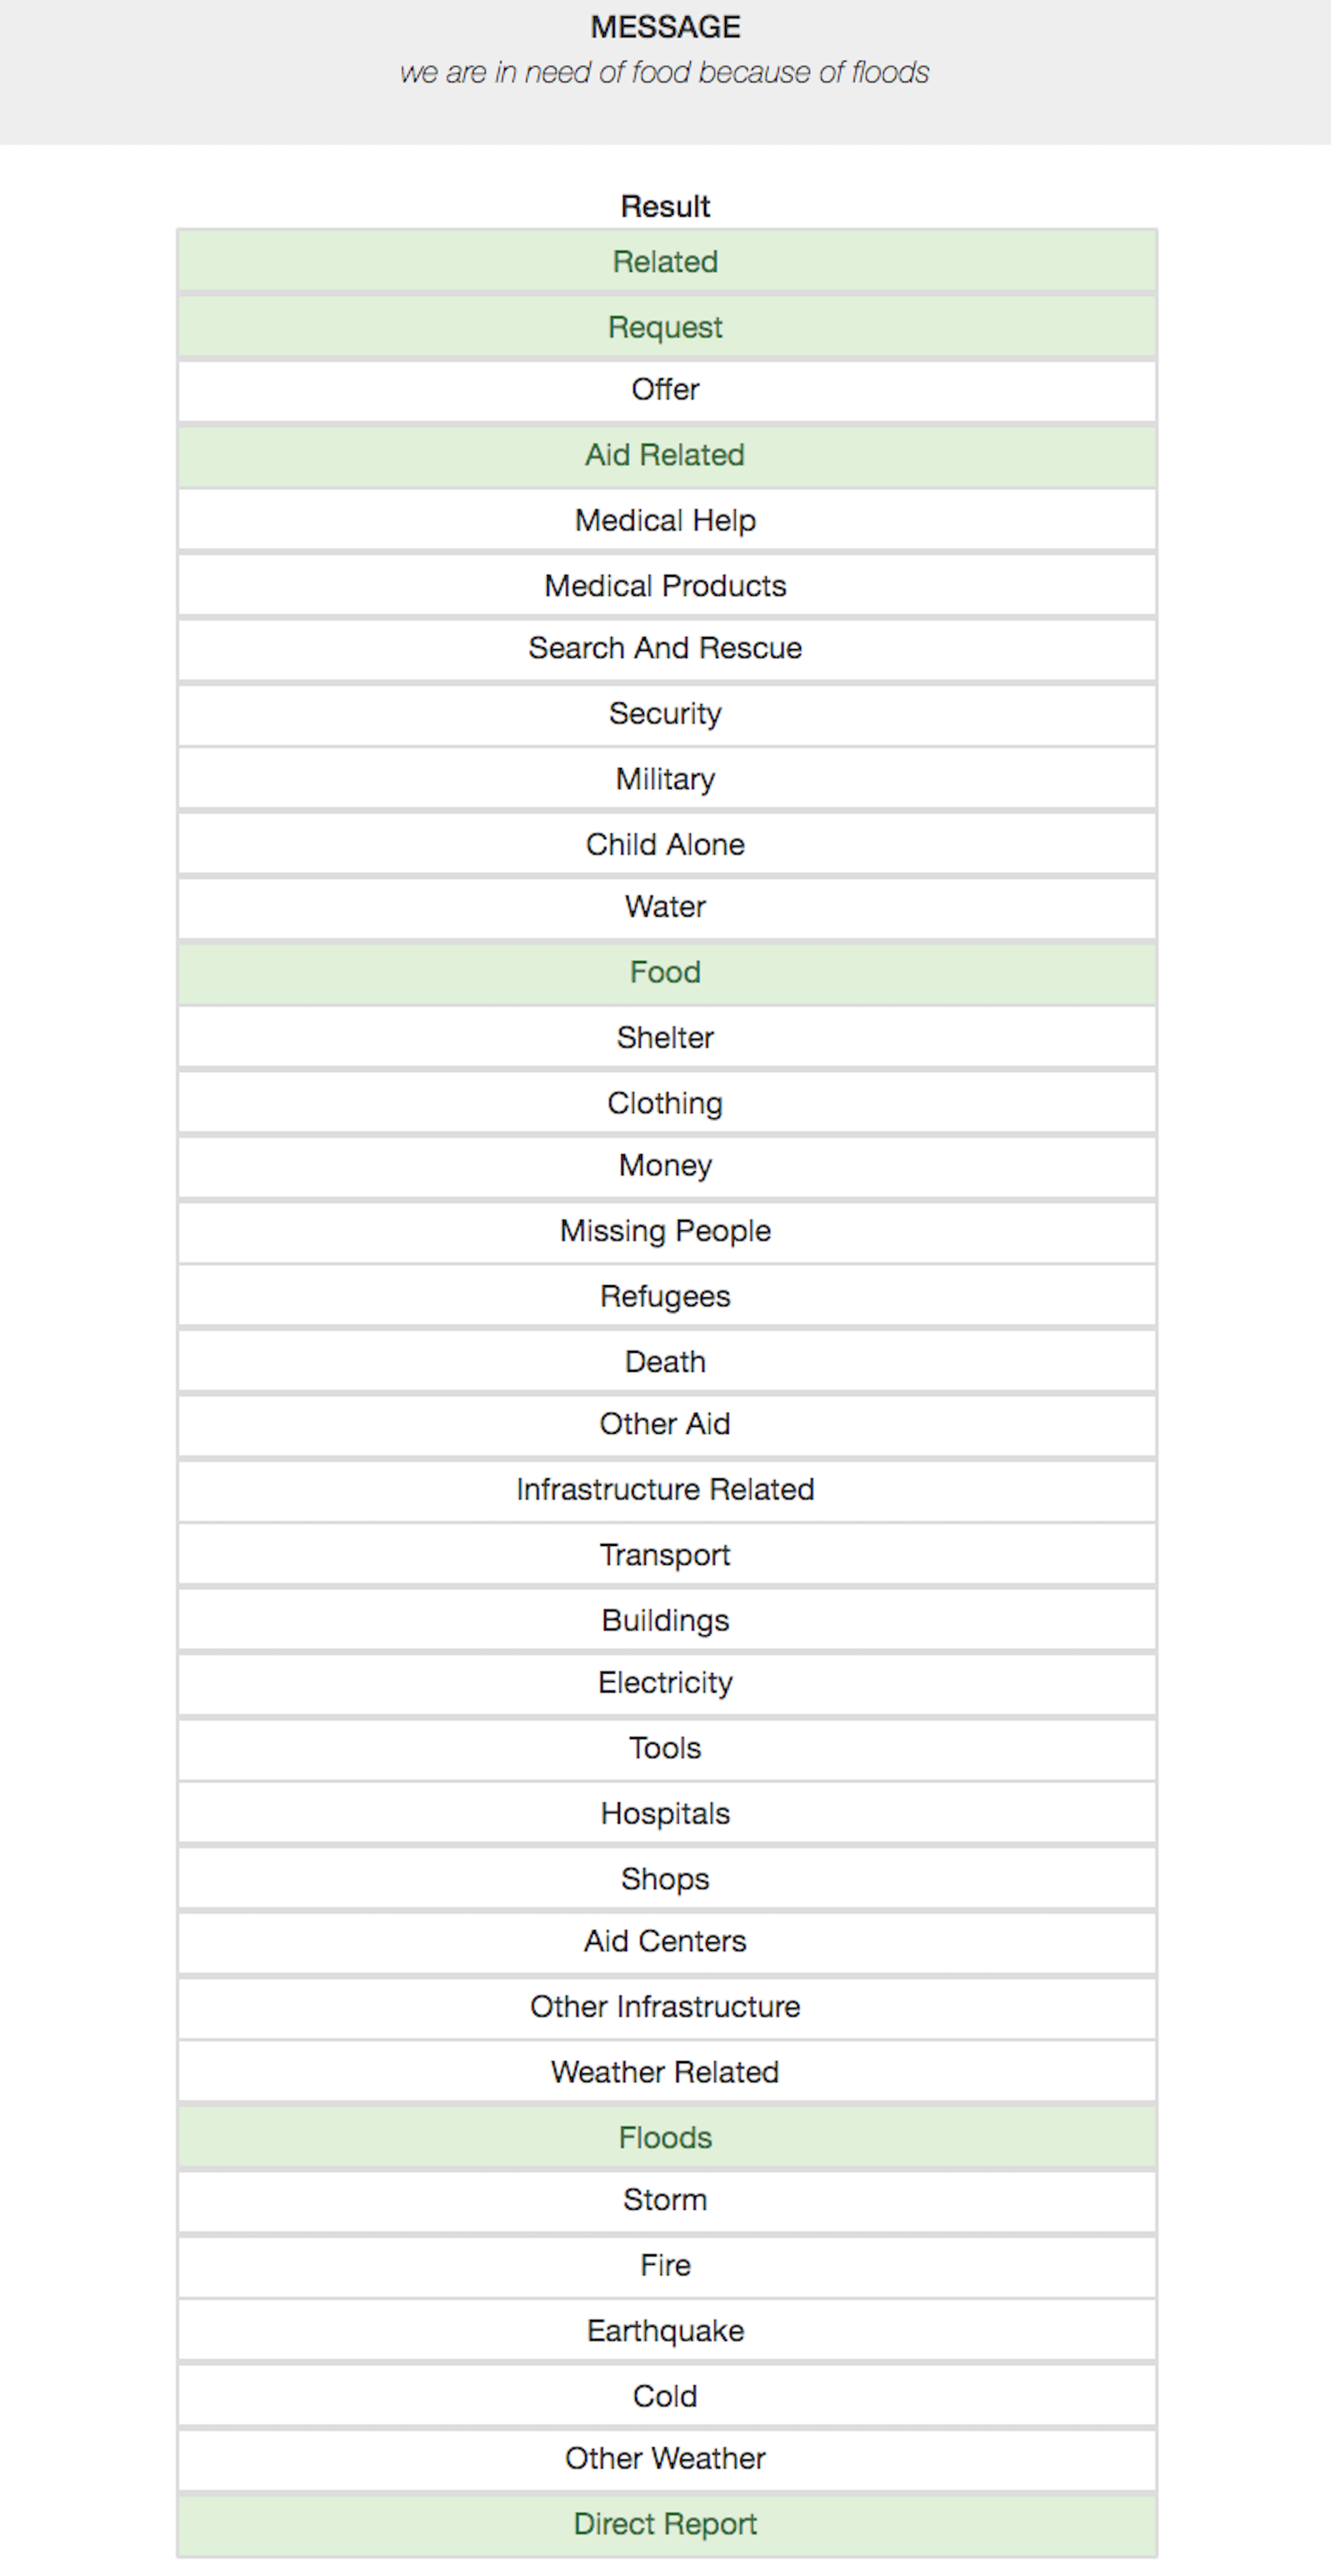 MESSAGE
we are in need of food because of floods
Result
Related
Request
Offer
Aid Related
Medical Help
Medical Products
Search And Rescue
Security
Military
Child Alone
Water
Food
Shelter
Clothing
Money
Missing People
Refugees
Death
Other Aid
Infrastructure Related
Transport
Buildings
Electricity
Tools
Hospitals
Shops
Aid Centers
Other Infrastructure
Weather Related
Floods
Storm
Fire
Earthquake
Cold
Other Weather
Direct Report